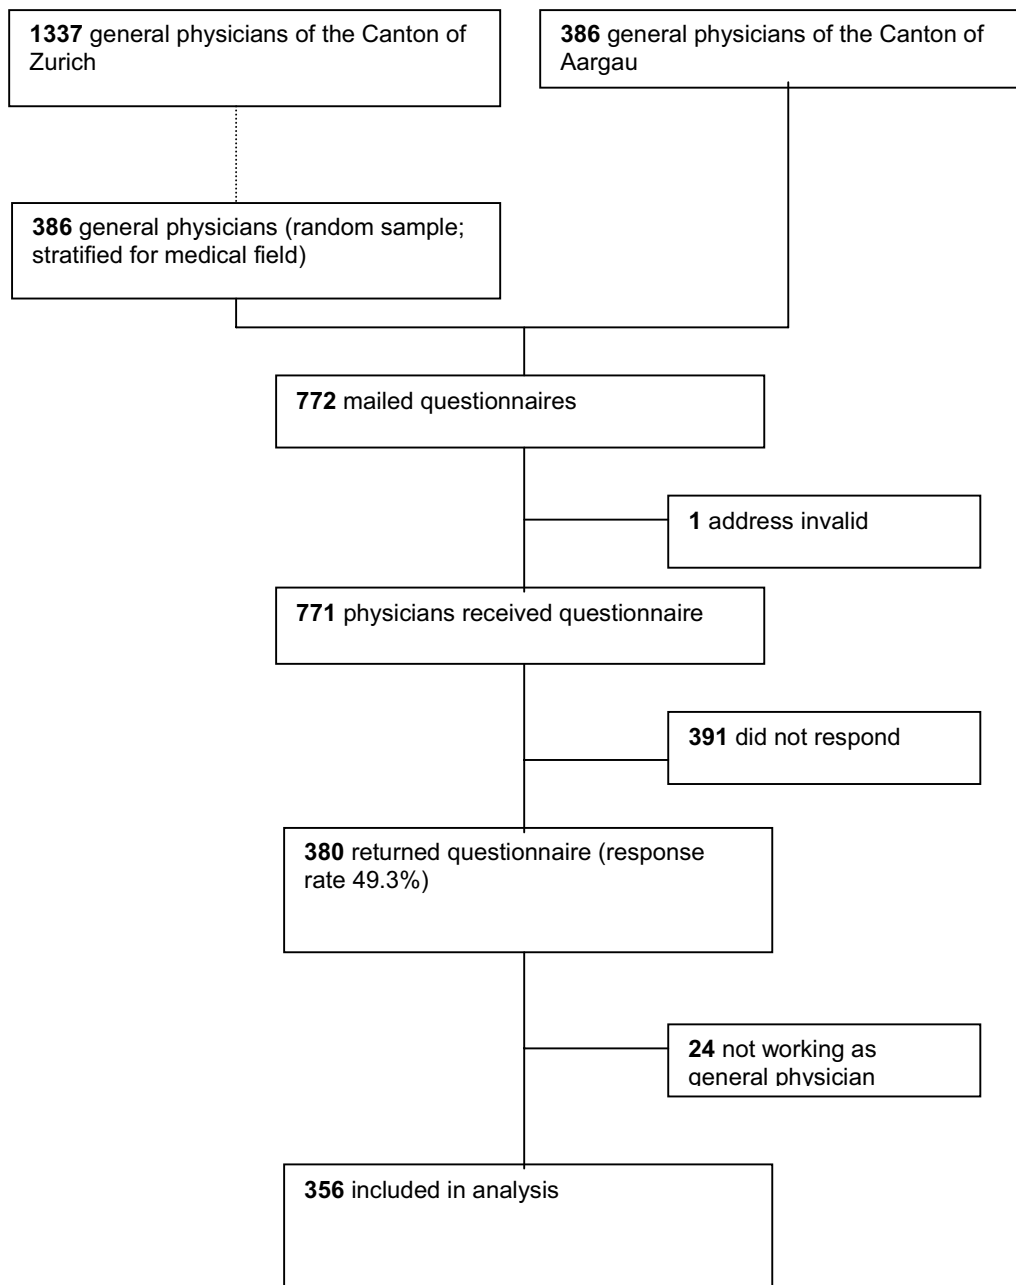 1337 general physicians of the Canton of
Zurich
386 general physicians of the Canton of
Aargau
386 general physicians (random sample;
stratified for medical field)
772 mailed questionnaires
1 address invalid
771 physicians received questionnaire
391 did not respond
380 returned questionnaire (response
rate 49.3%)
24 not working as
general physician
356 included in analysis